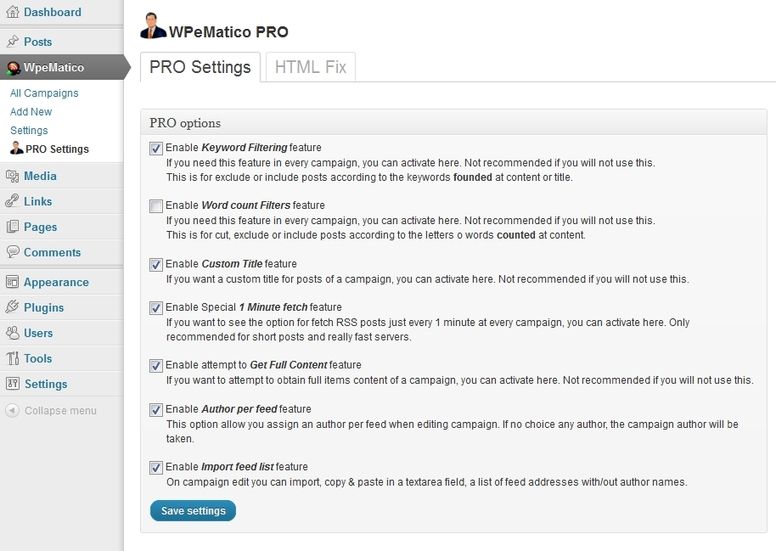 Dashboard
Posts
WpeMatico
All Campaigns
Add New
Settings
PRO Settings
Media
Links
Pages
Comments
Appearance
Plugins
Users
Tools
Settings
Collapse menu
WPeMatico PRO
PRO Settings
HTML Fix
PRO options
Enable Keyword Filtering feature
If you need this feature in every campaign, you can activate here. Not recommended if you will not use this.
This is for exclude or include posts according to the keywords founded at content or title.
Enable Word count Filters feature
If you need this feature in every campaign, you can activate here. Not recommended if you will not use this.
This is for cut, exclude or include posts according to the letters o words counted at content.
Enable Custom Title feature
If you want a custom title for posts of a campaign, you can activate here. Not recommended if you will not use this.
Enable Special 1 Minute fetch feature
If you want to see the option for fetch RSS posts just every 1 minute at every campaign, you can activate here. Only
recommended for short posts and really fast servers.
Enable attempt to Get Full Content feature
If you want to attempt to obtain full items content of a campaign, you can activate here. Not recommended if you will not use this.
Enable Author per feed feature
This option allow you assign an author per feed when editing campaign. If no choice any author, the campaign author will be
taken.
Enable Import feed list feature
On campaign edit you can import, copy & paste in a textarea field, a list of feed addresses with/out author names.
Save settings